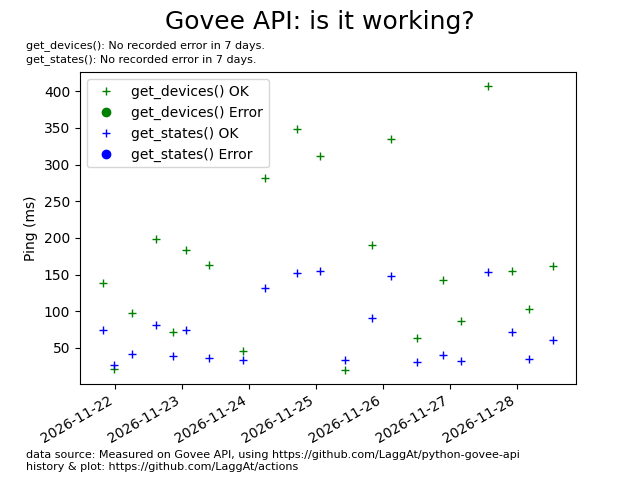 Govee API: is it working?
get_devices(): No recorded error in 7 days.
get_states(): No recorded error in 7 days.
get_devices() OK
get_devices() Error
get_states() OK
get_states() Error
Ping (ms)
400
350
300
250
200
150
100
50
2026-11-22
2026-11-23
2026-11-24
2026-11-25
2026-11-26
2026-11-27
2026-11-28
data source: Measured on Govee API, using https://github.com/LaggAt/python-govee-api
history & plot: https://github.com/LaggAt/actions